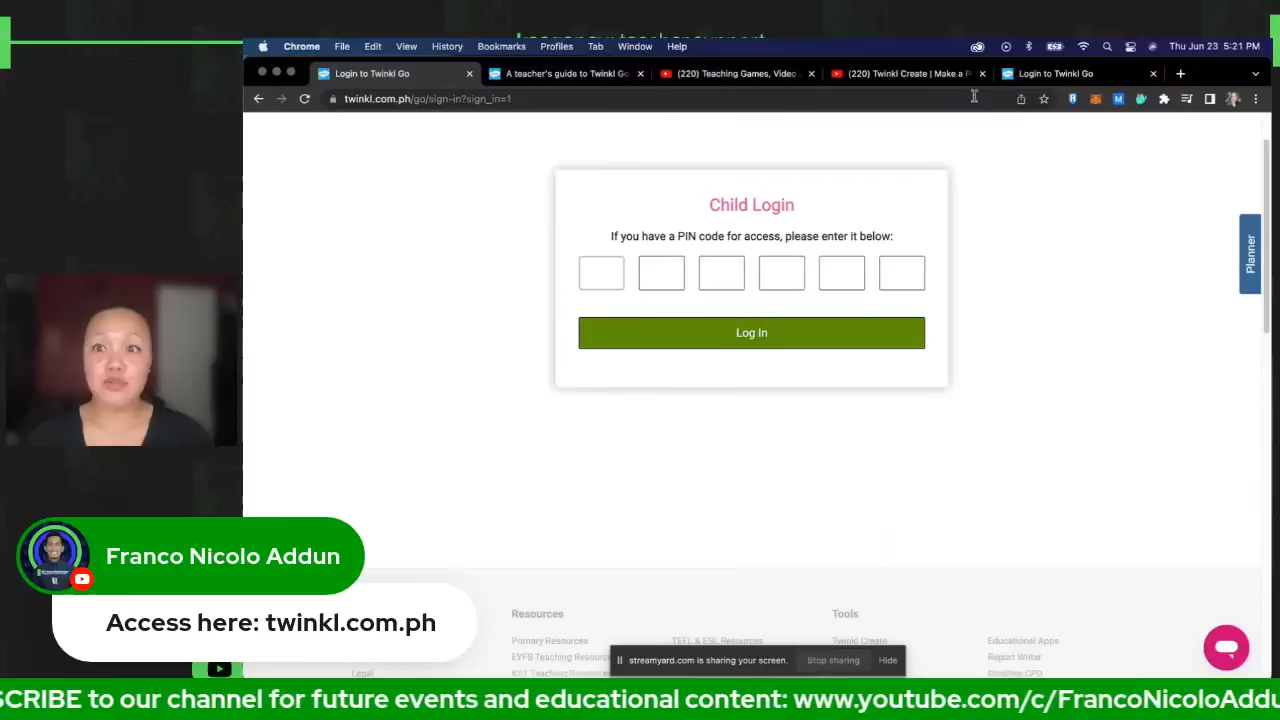 Chrome File Edit View History Bookmarks Profiles Tab Window Help Thu Jun 23 5:21 PM
Login to Twinkl Go A teacher's guide to Twinkl Go (220) Teaching Games, Video (220) Twinkl Create | Make a P Login to Twinkl Go
twinkl.com.ph/go/sign-in?sign_in=1
Child Login
If you have a PIN code for access, please enter it below:
Log In
Planner
Franco Nicolo Addun
Access here: twinkl.com.ph
Resources Tools
Primary Resources TEFL & ESL Resources Twinkl Create Educational Apps
EYFS Teaching Resources Report Writer
Legal
streamyard.com is sharing your screen. Stop sharing Hide
SCRIBE to our channel for future events and educational content: www.youtube.com/c/FrancoNicoloAddu